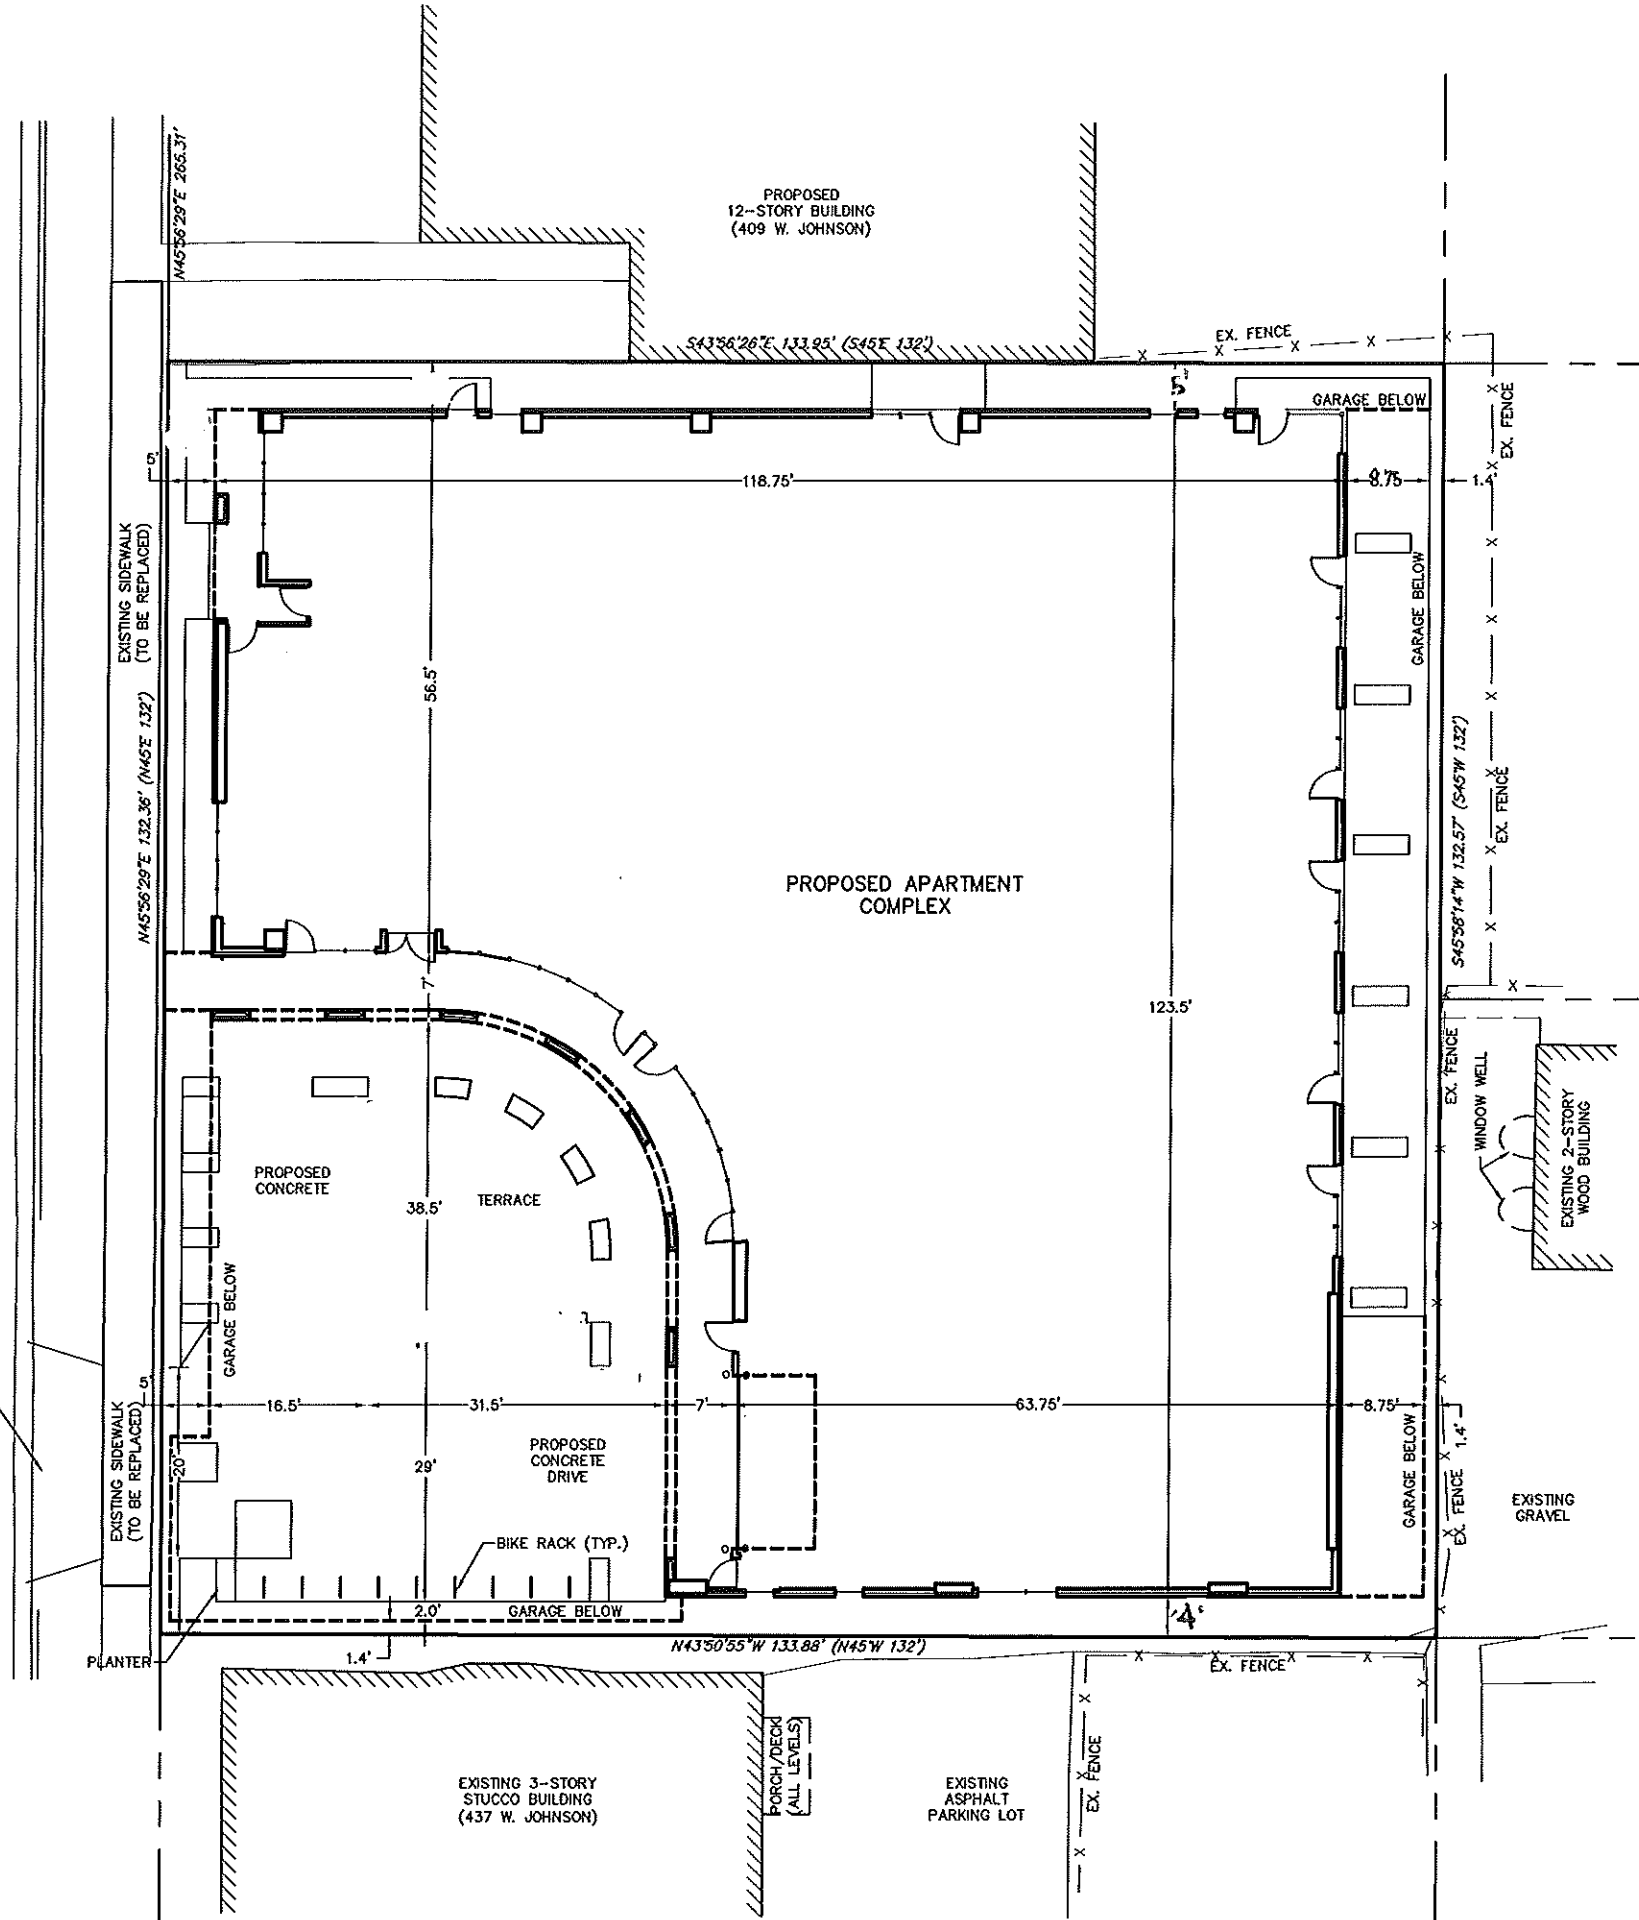 N45°56'29"E 265.31'
PROPOSED
12-STORY BUILDING
(409 W. JOHNSON)
S43°56'26"E 133.95' (S45°E 132')
EX. FENCE
5'
GARAGE BELOW
EX. FENCE
5'
118.75'
8.75
1.4'
EXISTING SIDEWALK
(TO BE REPLACED)
GARAGE BELOW
56.5'
N45°56'29"E 132.36' (N45°E 132')
S45°58'14"W 132.57' (S45°W 132')
EX. FENCE
PROPOSED APARTMENT
COMPLEX
7'
123.5'
EX. FENCE
WINDOW WELL
EXISTING 2-STORY
WOOD BUILDING
PROPOSED
CONCRETE
TERRACE
38.5'
GARAGE BELOW
5'
16.5'
31.5'
7'
63.75'
8.75'
1.4'
EXISTING SIDEWALK
(TO BE REPLACED)
20'
29'
PROPOSED
CONCRETE
DRIVE
GARAGE BELOW
EX. FENCE
EXISTING
GRAVEL
BIKE RACK (TYP.)
2.0'
GARAGE BELOW
4'
PLANTER
1.4'
N43°50'55"W 133.88' (N45°W 132')
EX. FENCE
PORCH/DECK
(ALL LEVELS)
EX. FENCE
EXISTING 3-STORY
STUCCO BUILDING
(437 W. JOHNSON)
EXISTING
ASPHALT
PARKING LOT